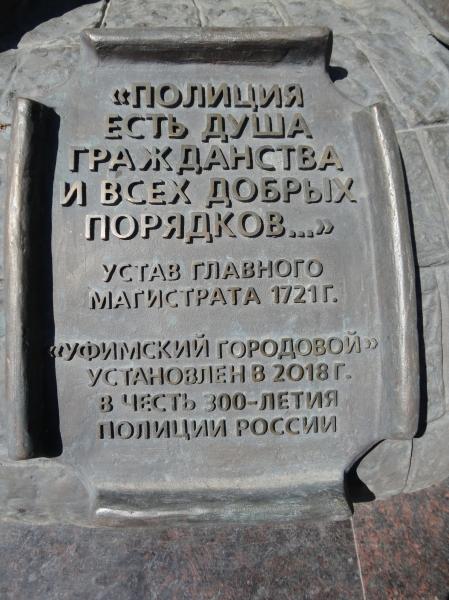 «ПОЛИЦИЯ
ЕСТЬ ДУША
ГРАЖДАНСТВА
И ВСЕХ ДОБРЫХ
ПОРЯДКОВ...»
УСТАВ ГЛАВНОГО
МАГИСТРАТА 1721 Г.
«УФИМСКИЙ ГОРОДОВОЙ»
УСТАНОВЛЕН В 2018 Г.
В ЧЕСТЬ 300-ЛЕТИЯ
ПОЛИЦИИ РОССИИ